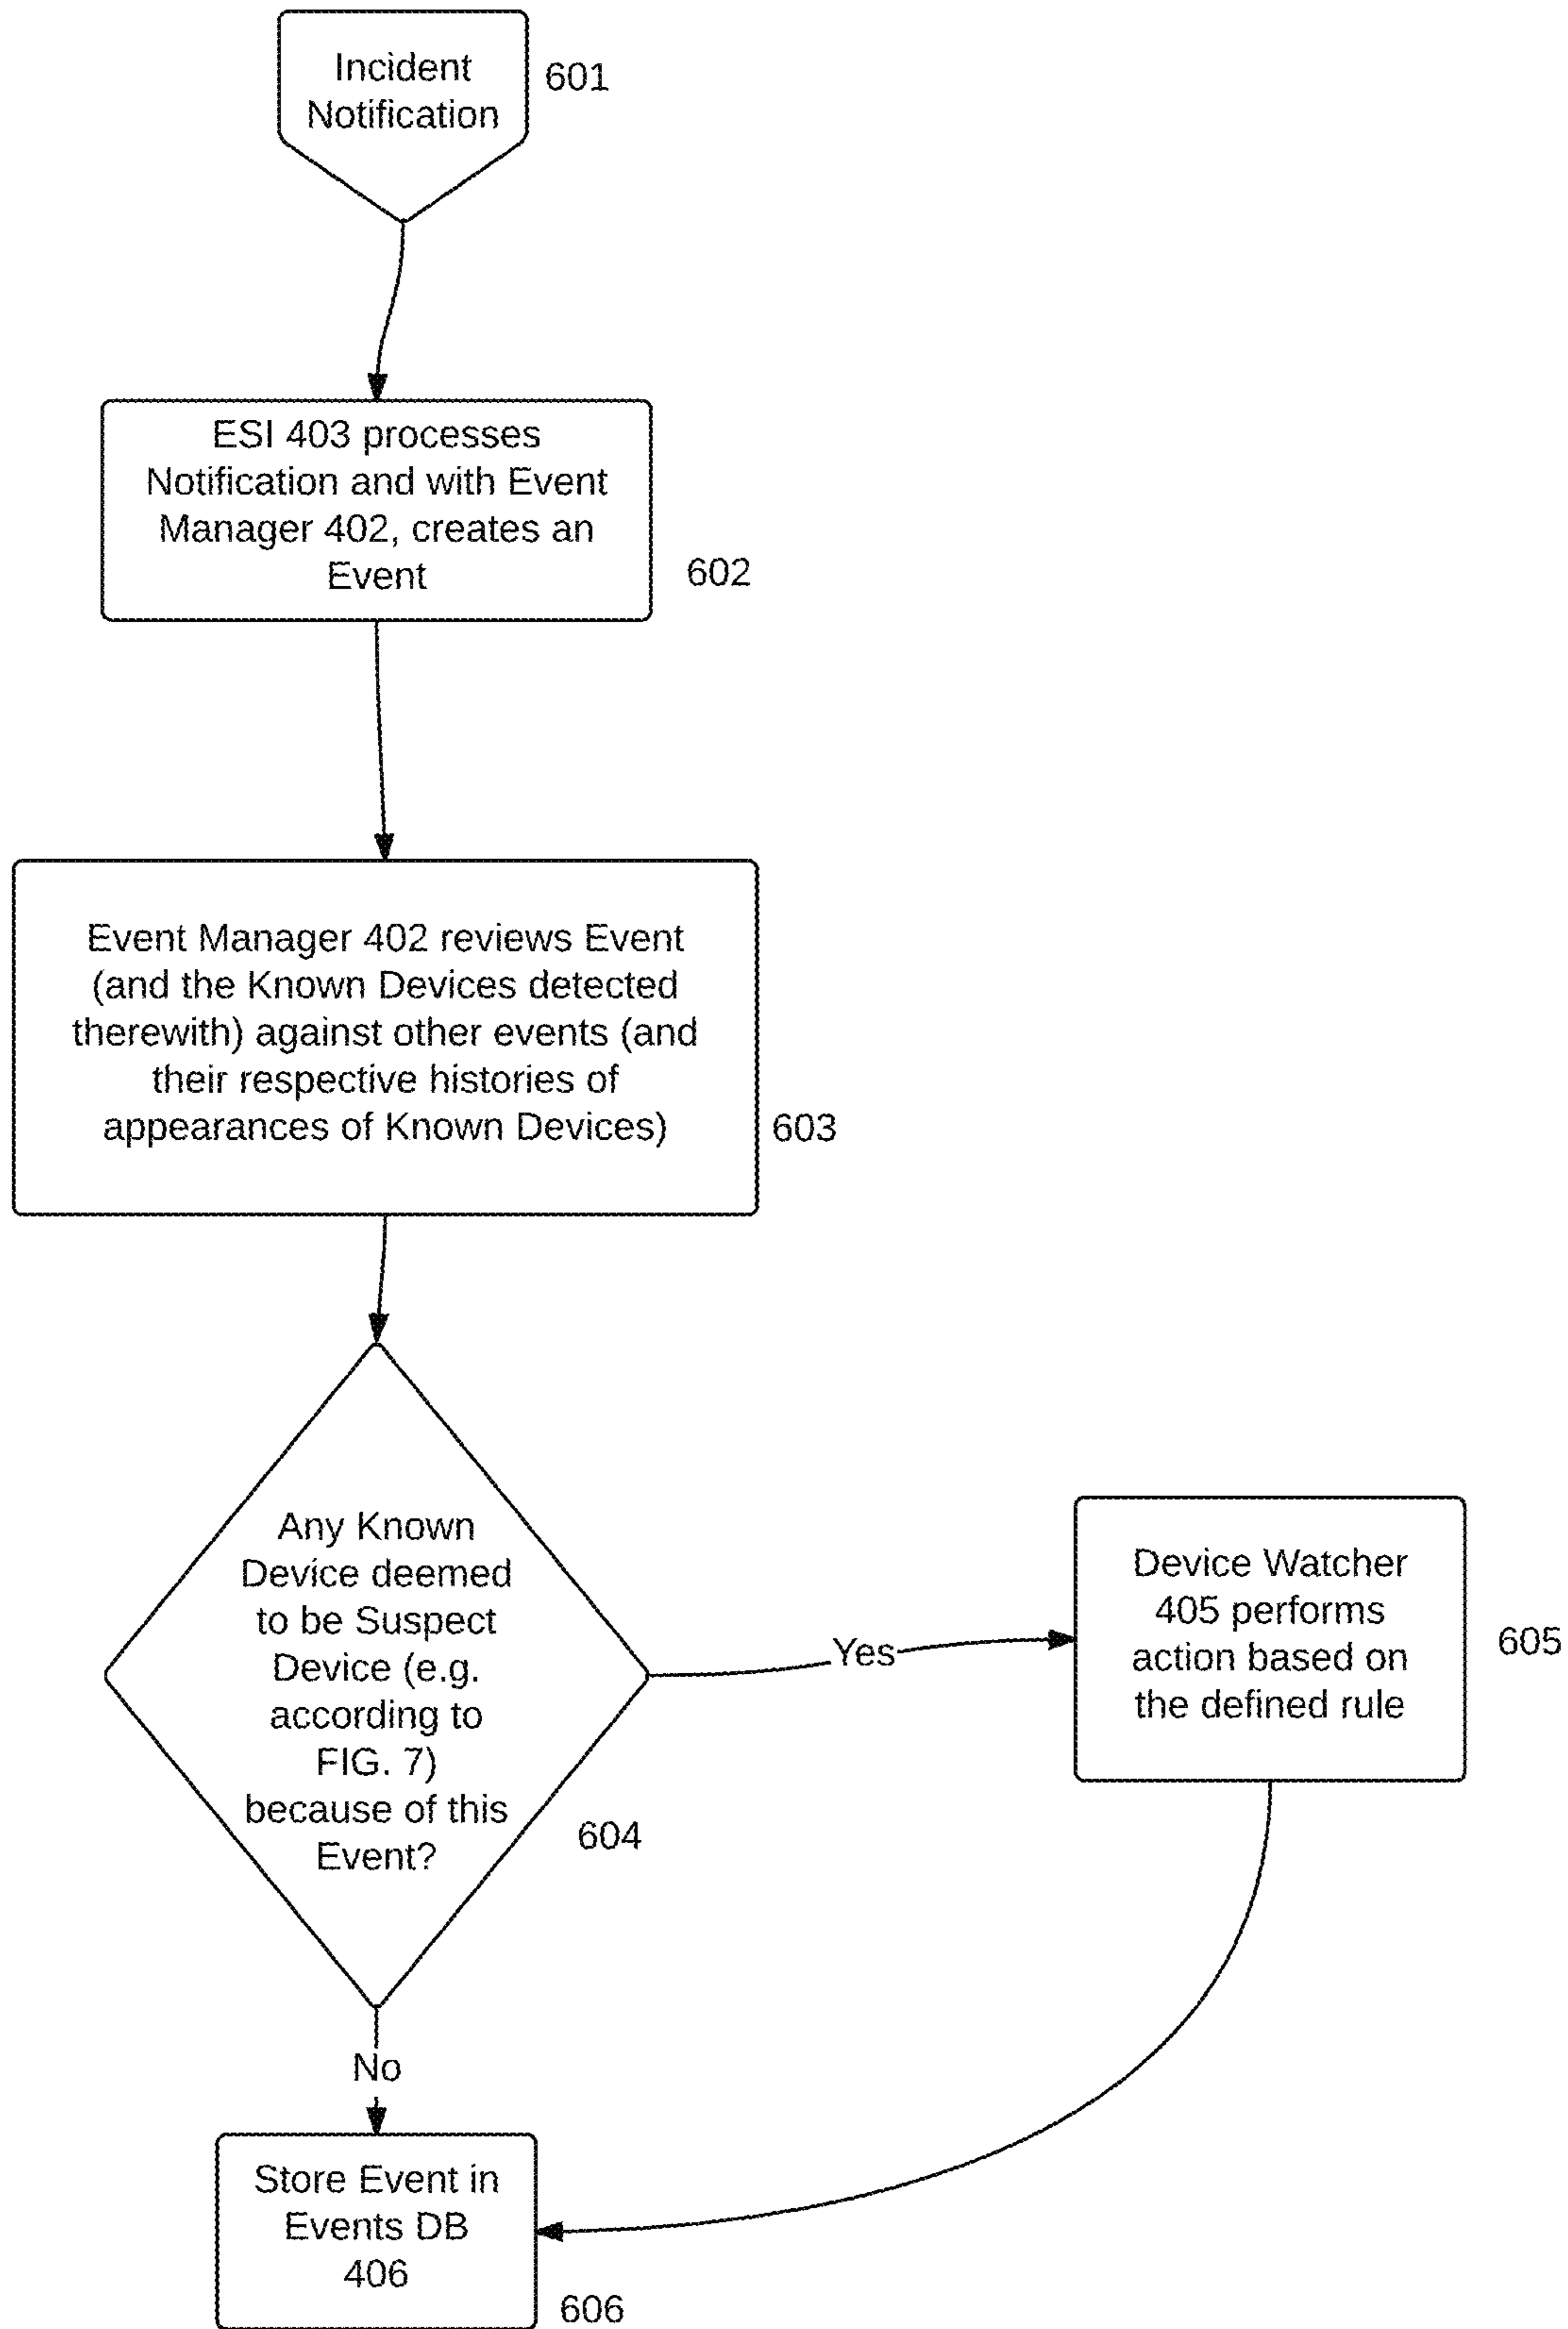 Incident
Notification
601
ESI 403 processes
Notification and with Event
Manager 402, creates an
Event
602
Event Manager 402 reviews Event
(and the Known Devices detected
therewith) against other events (and
their respective histories of
appearances of Known Devices)
603
Any Known
Device deemed
to be Suspect
Device (e.g.
according to
FIG. 7)
because of this
Event?
604
Yes
Device Watcher
405 performs
action based on
the defined rule
605
No
Store Event in
Events DB
406
606